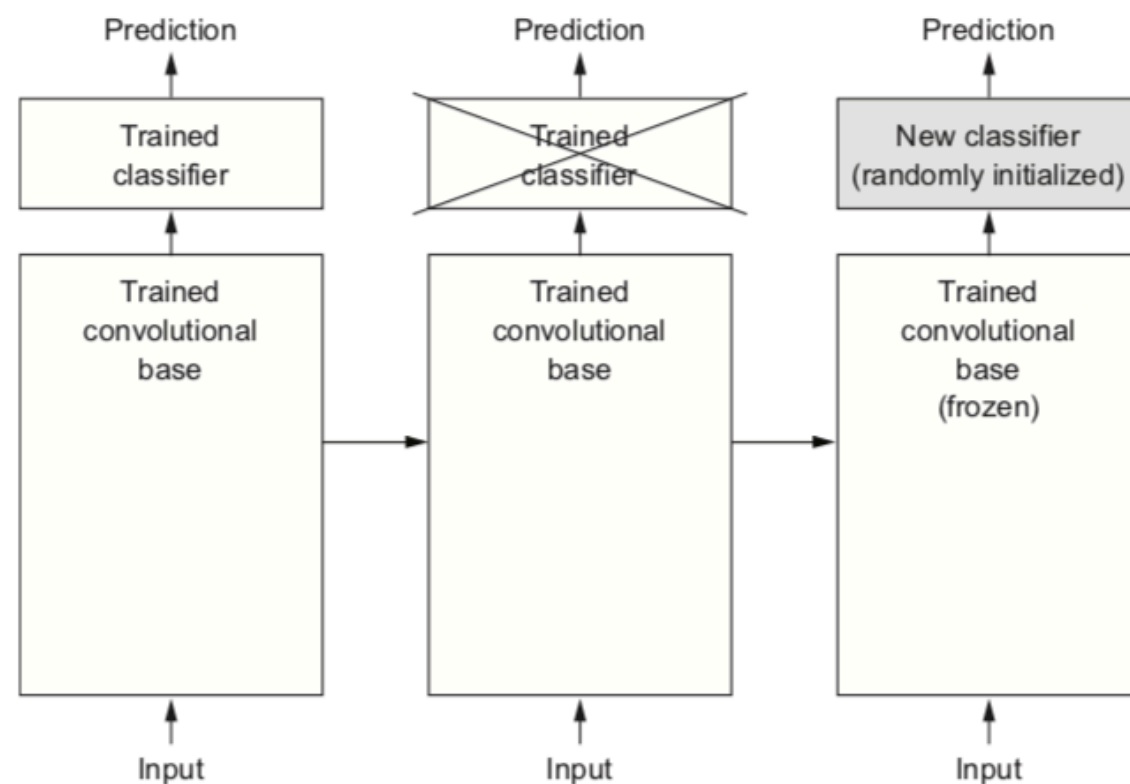 Prediction
Trained
classifier
Trained
convolutional
base
Input
Prediction
Trained
classifier
Trained
convolutional
base
Input
Prediction
New classifier
(randomly initialized)
Trained
convolutional
base
(frozen)
Input